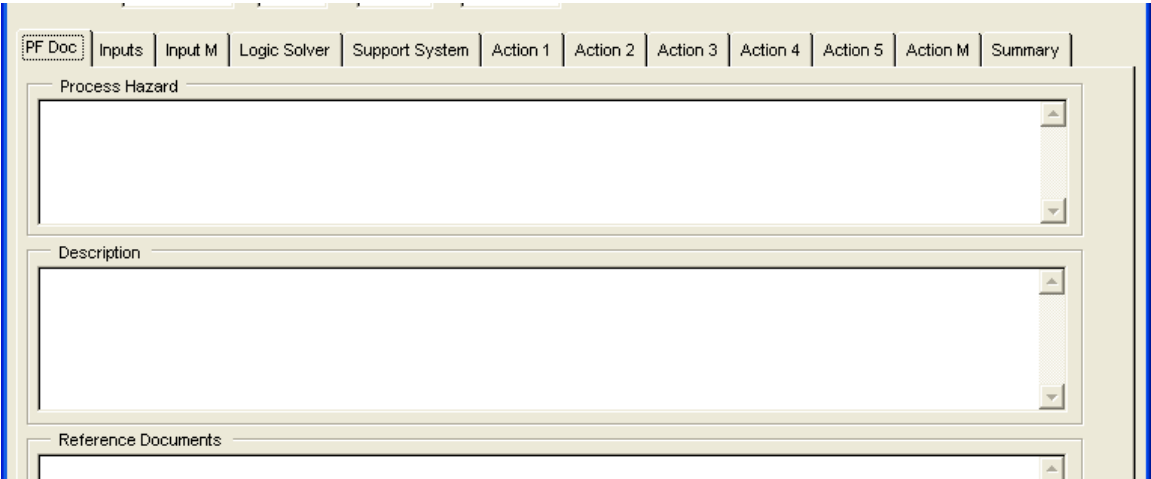 PF Doc Inputs Input M Logic Solver Support System Action 1 Action 2 Action 3 Action 4 Action 5 Action M Summary
Process Hazard
Description
Reference Documents